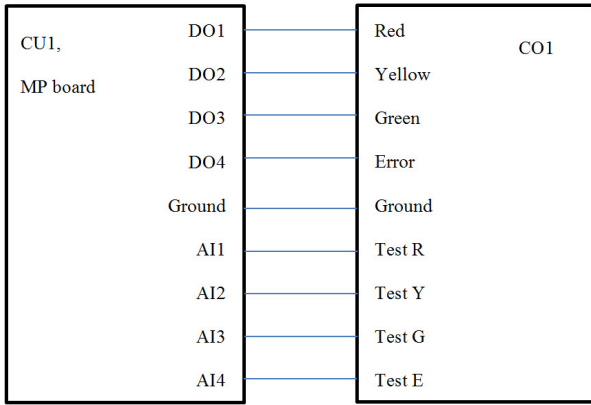 CU1,
MP board
DO1 Red
CO1
DO2 Yellow
DO3 Green
DO4 Error
Ground Ground
AI1 Test R
AI2 Test Y
AI3 Test G
AI4 Test E